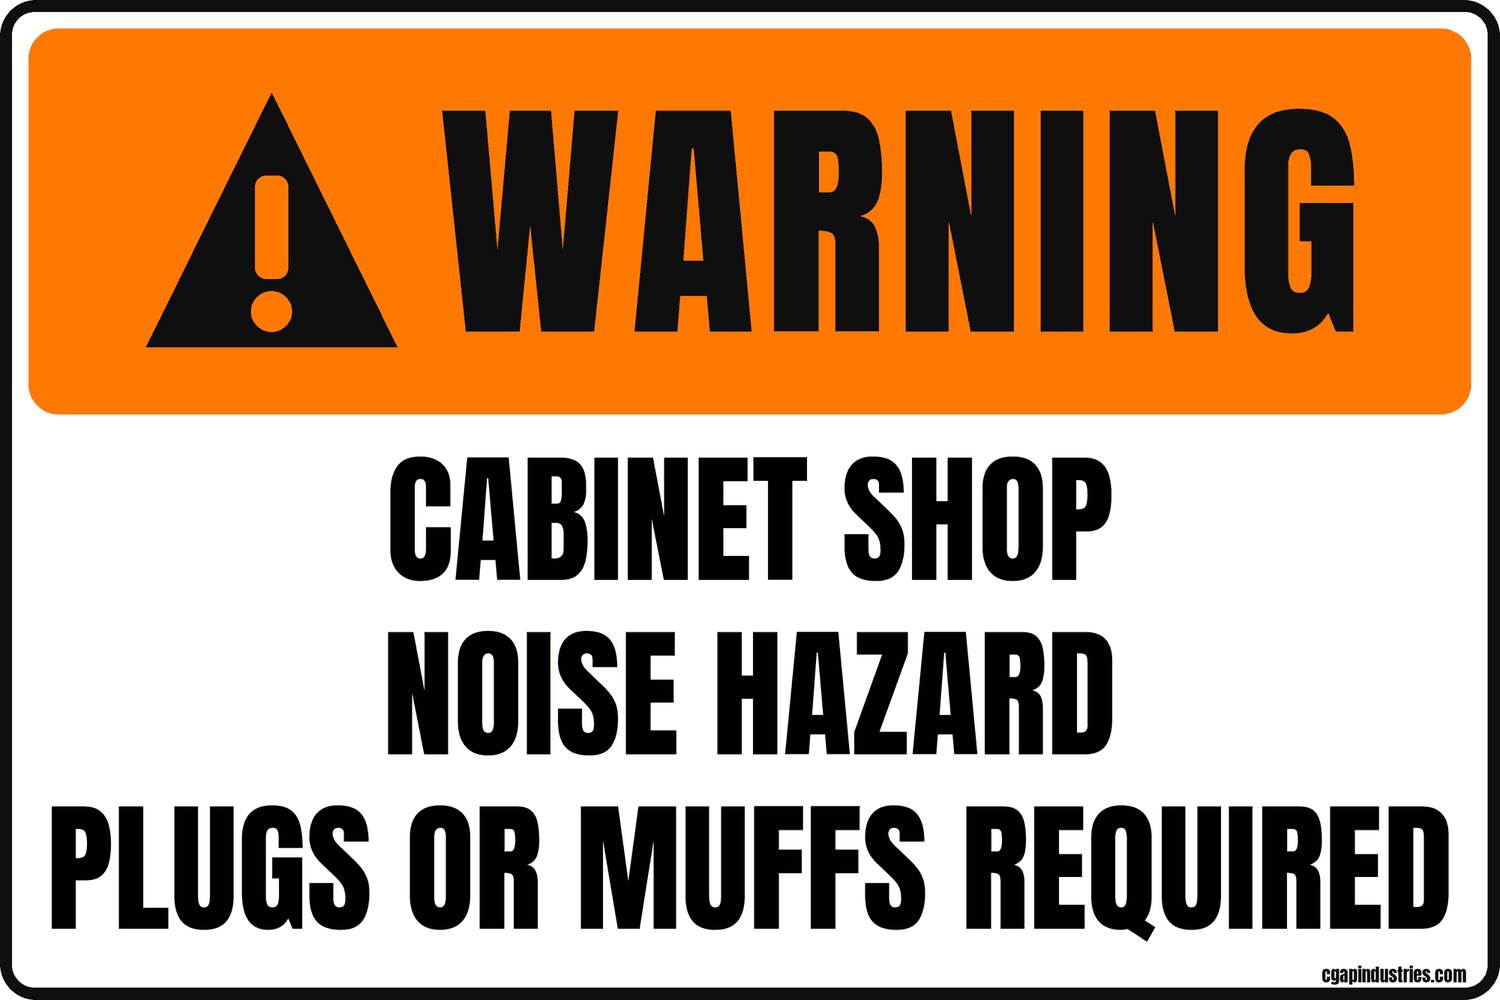 WARNING
CABINET SHOP
NOISE HAZARD
PLUGS OR MUFFS REQUIRED
cgapindustries.com